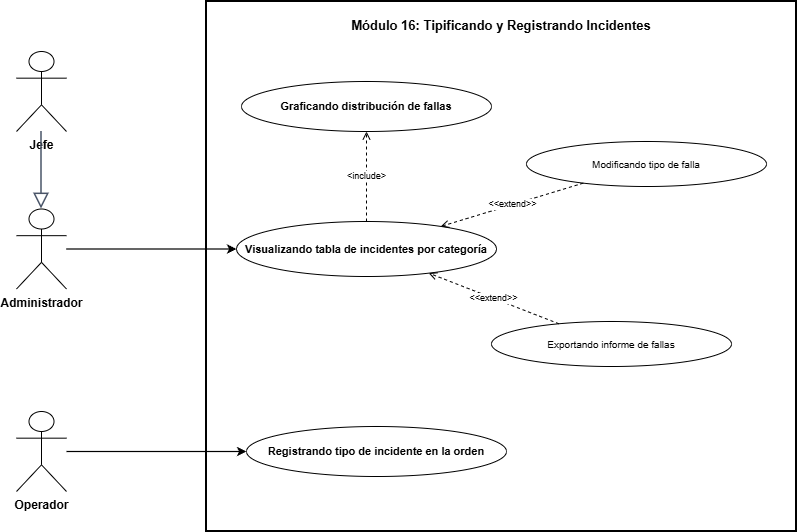 Módulo 16: Tipificando y Registrando Incidentes
Graficando distribución de fallas
Jefe
<include>
Modificando tipo de falla
<<extend>>
Visualizando tabla de incidentes por categoría
Administrador
<<extend>>
Exportando informe de fallas
Registrando tipo de incidente en la orden
Operador